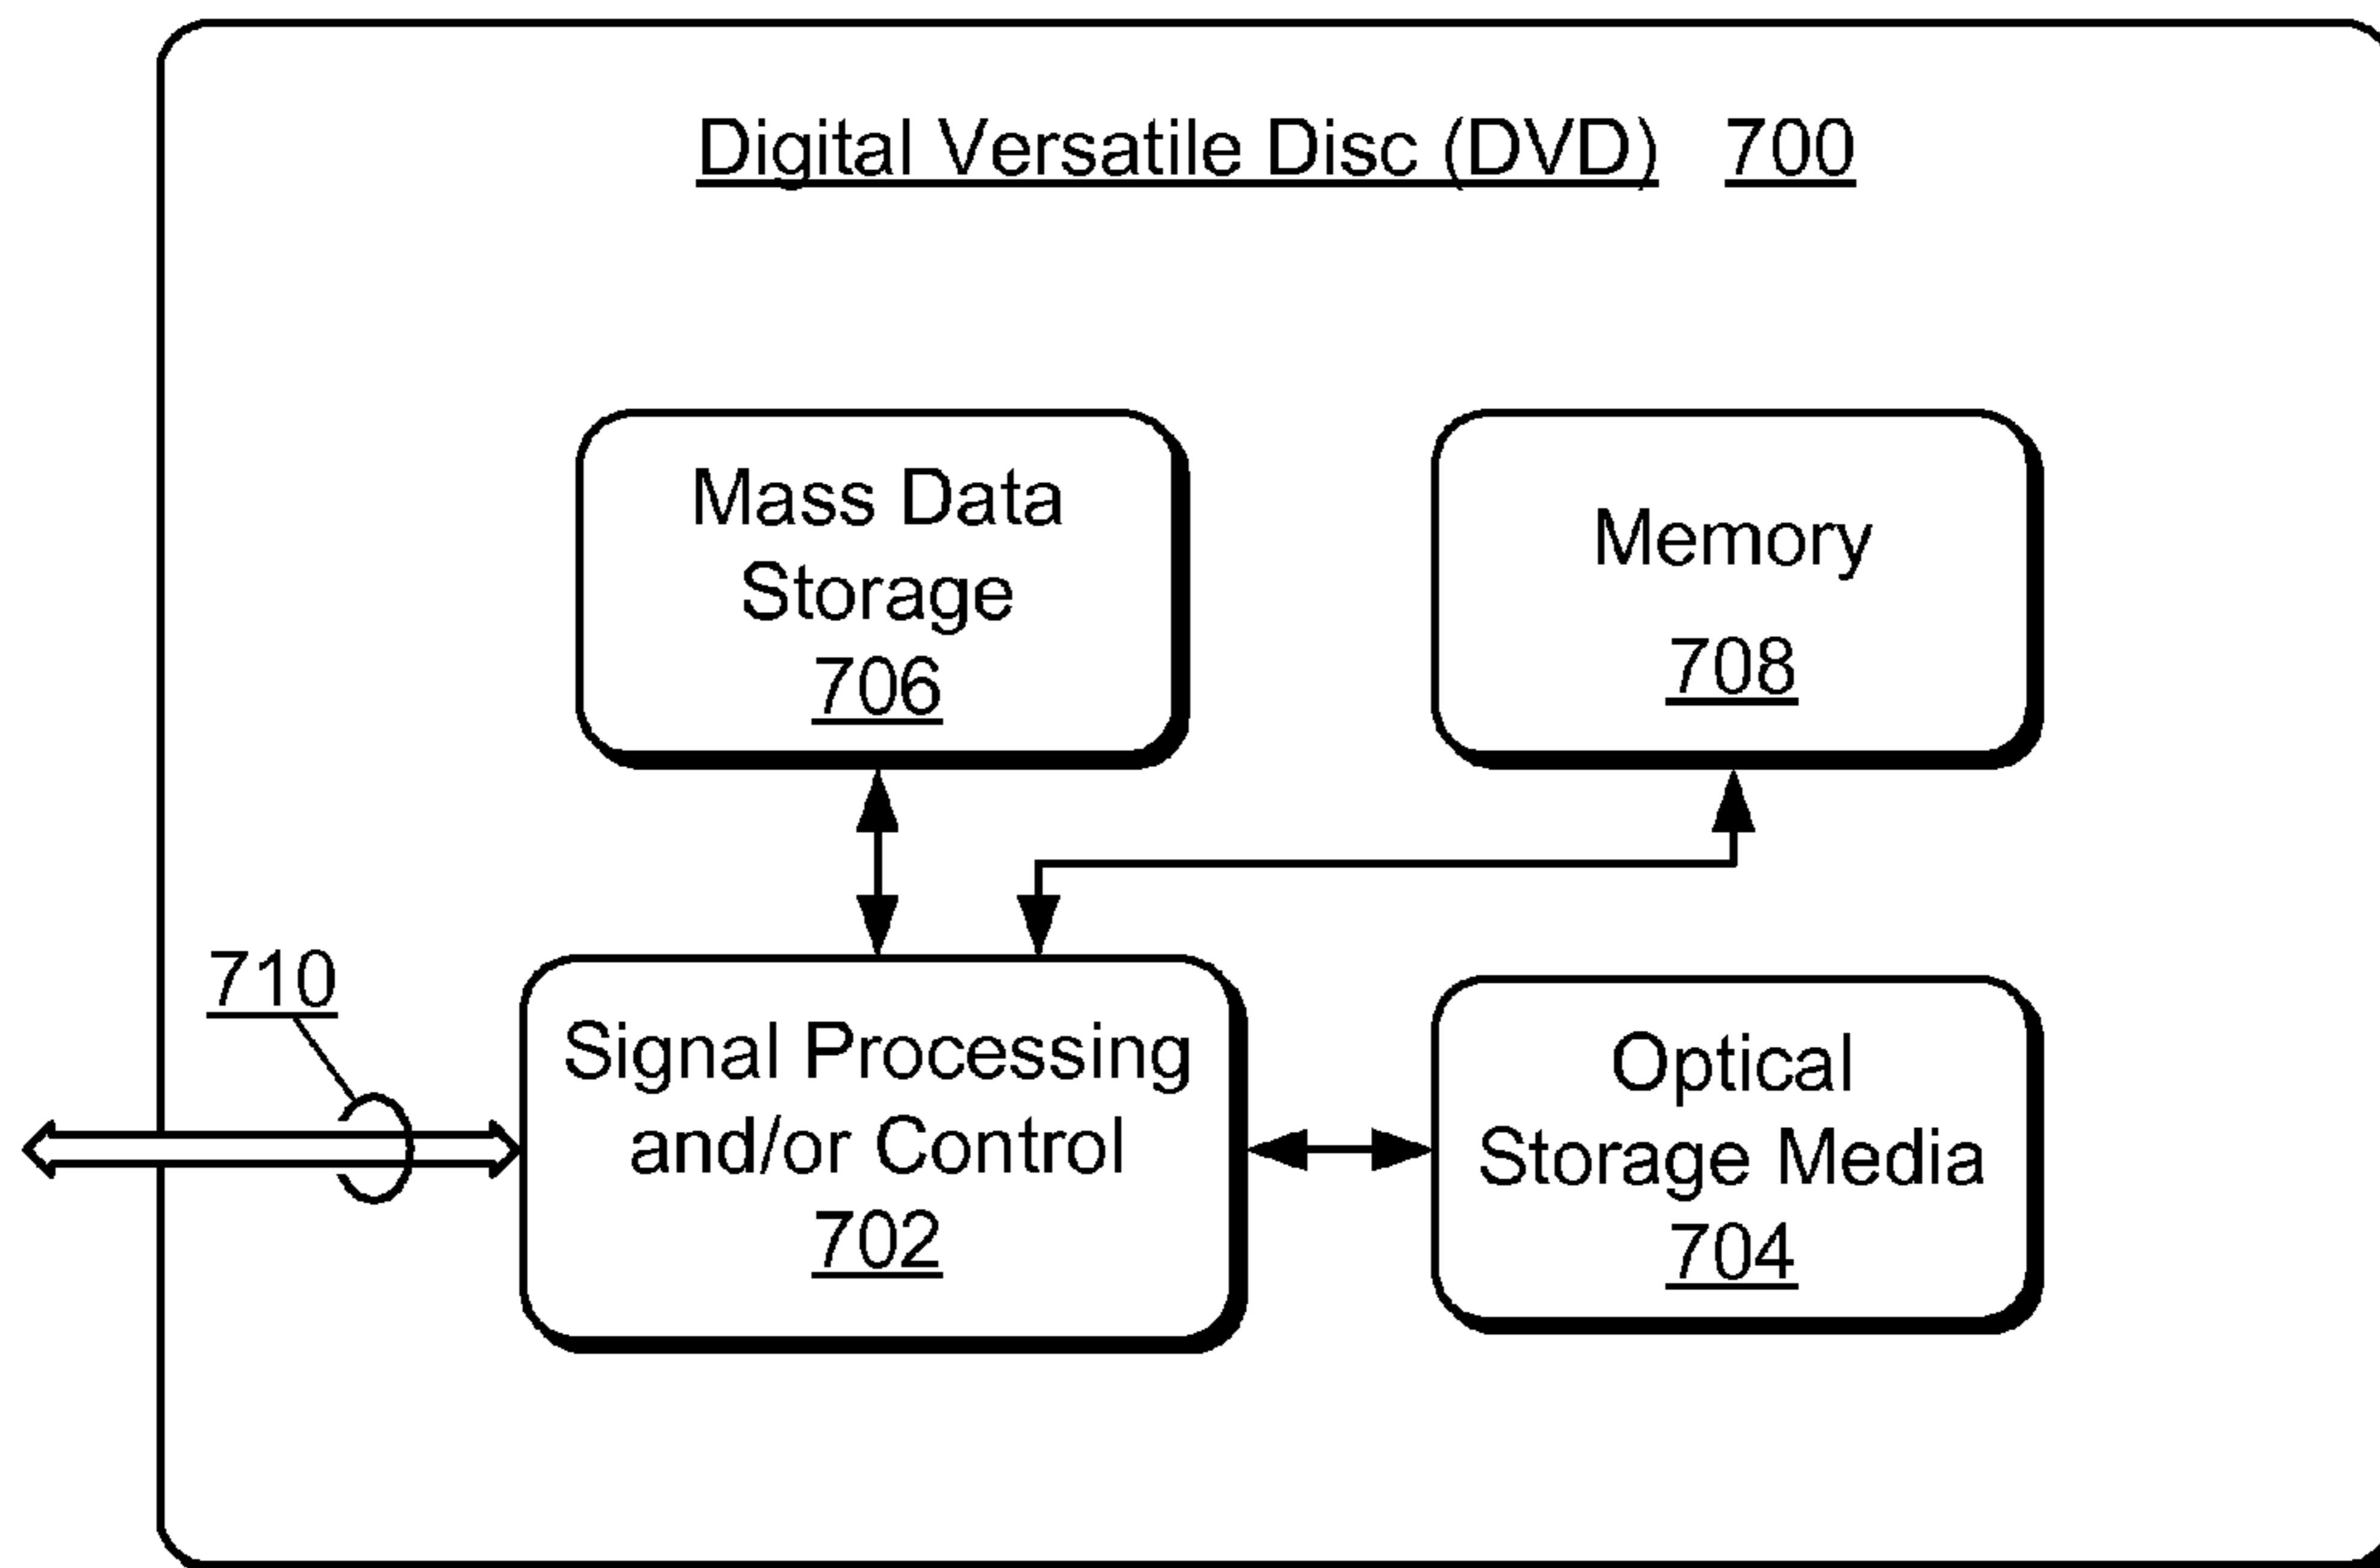 Digital Versatile Disc (DVD) 700
Mass Data
Storage
706
Memory
708
710
Signal Processing
and/or Control
702
Optical
Storage Media
704